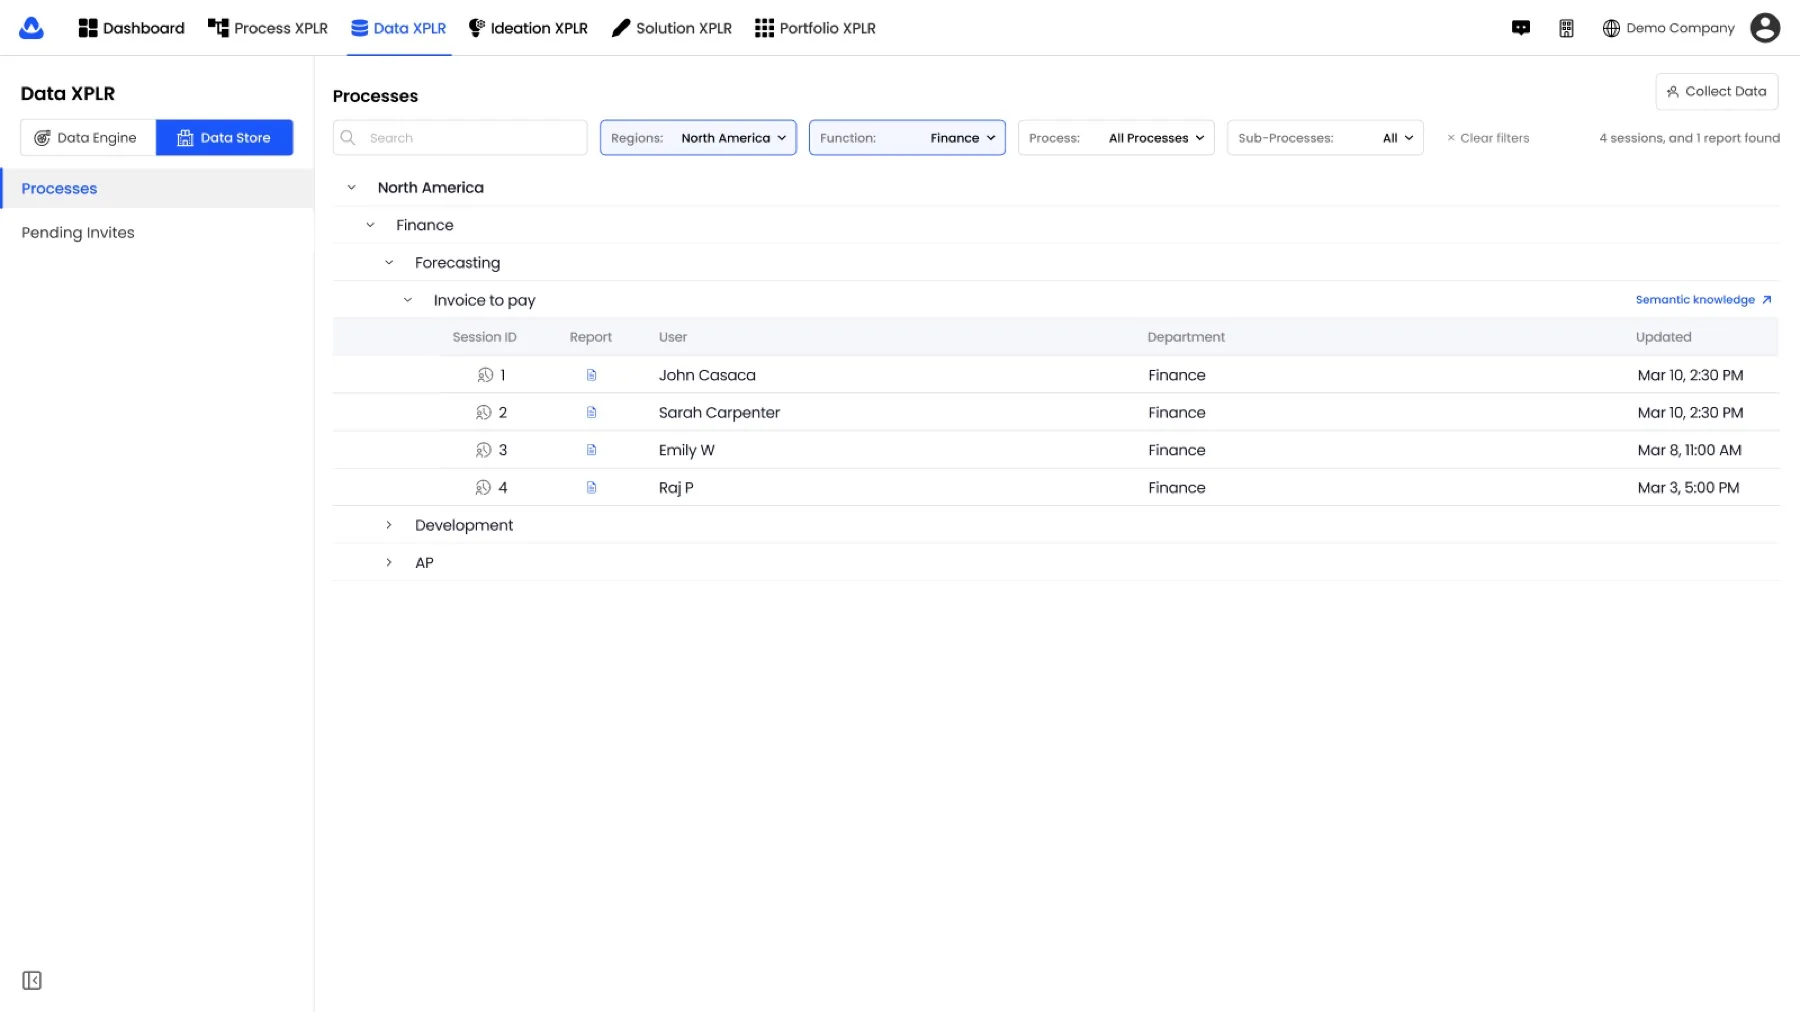 Dashboard Process XPLR Data XPLR Ideation XPLR Solution XPLR Portfolio XPLR Demo Company
Data XPLR
Data Engine Data Store
Processes
Pending Invites
Processes
Collect Data
Search Regions: North America Function: Finance Process: All Processes Sub-Processes: All × Clear filters 4 sessions, and 1 report found
North America
Finance
Forecasting
Invoice to pay Semantic knowledge
Session ID Report User Department Updated
1 John Casaca Finance Mar 10, 2:30 PM
2 Sarah Carpenter Finance Mar 10, 2:30 PM
3 Emily W Finance Mar 8, 11:00 AM
4 Raj P Finance Mar 3, 5:00 PM
Development
AP